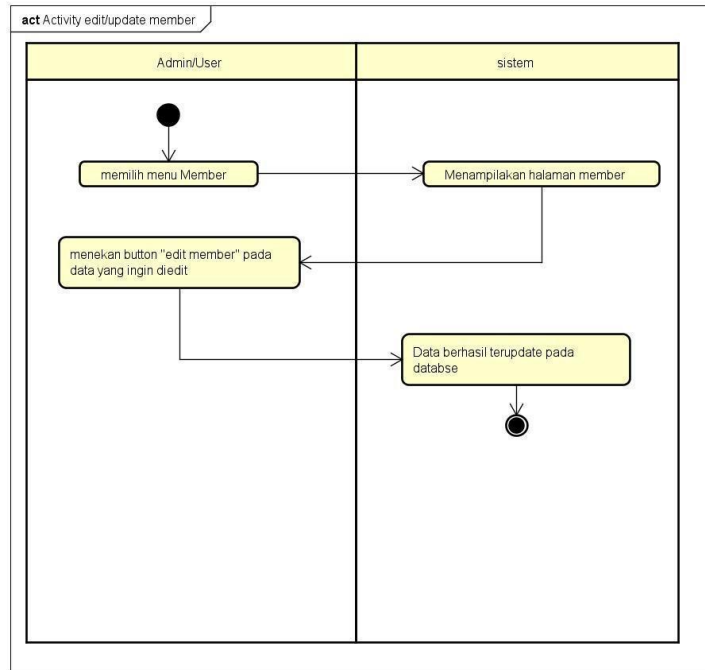 act Activity edit/update member
Admin/User
sistem
memilih menu Member
Menampilakan halaman member
menekan button "edit member" pada
data yang ingin diedit
Data berhasil terupdate pada
databse